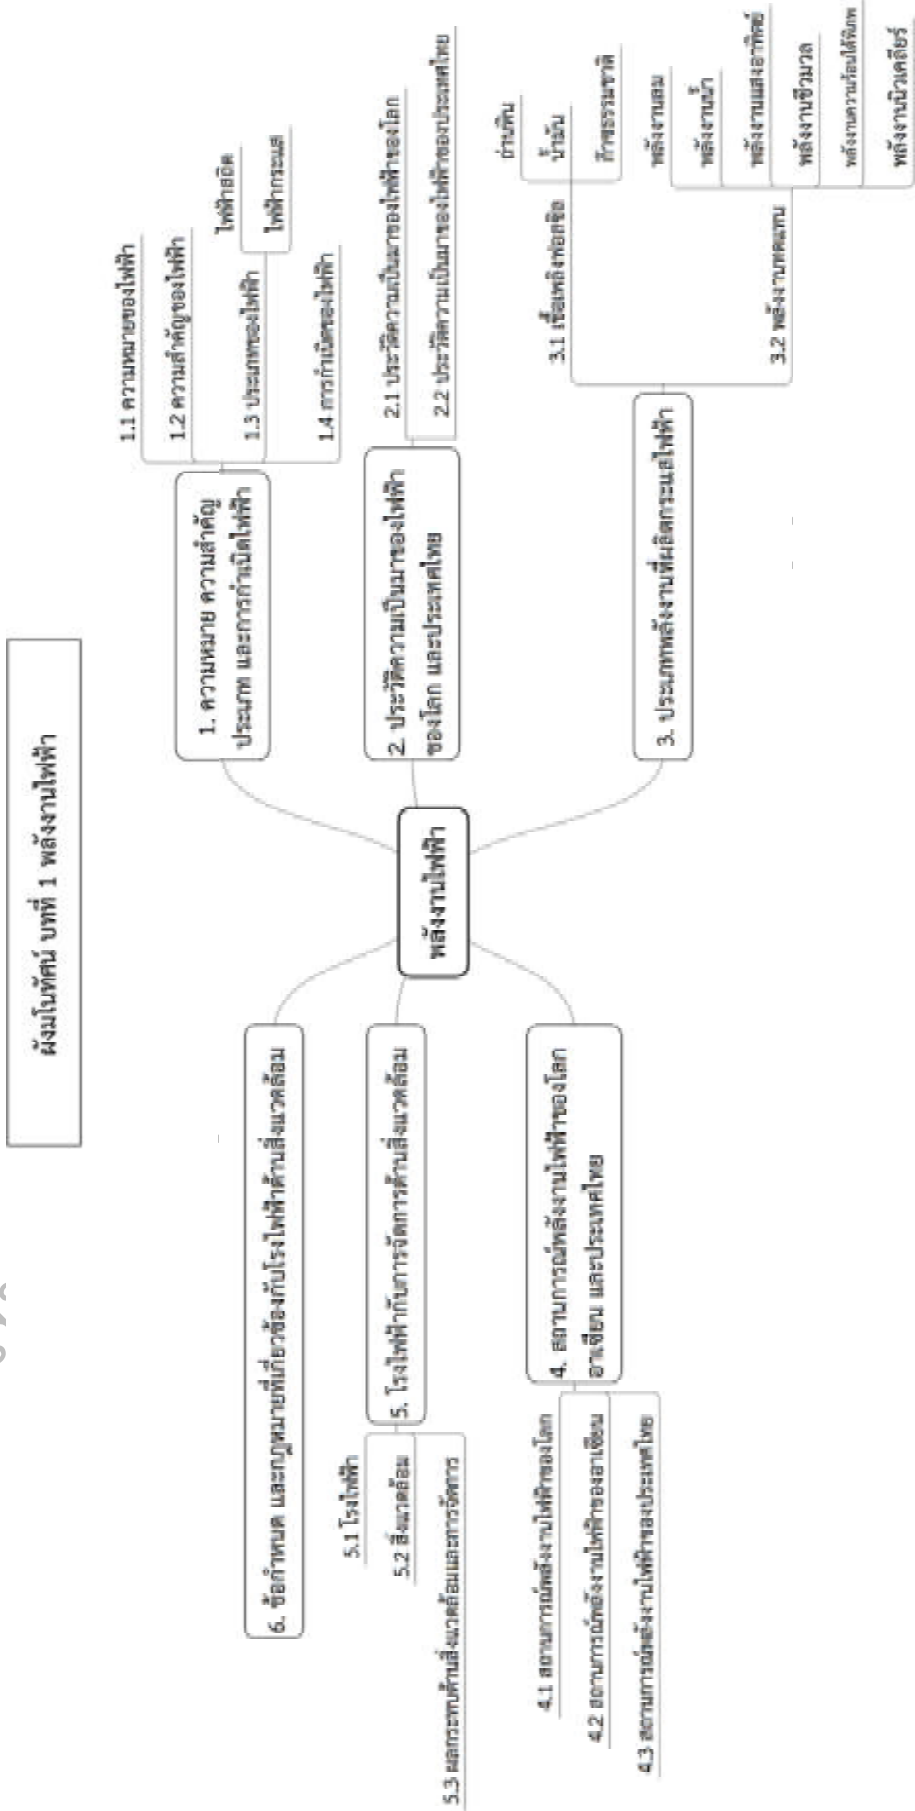 ผังมโนทัศน์ บทที่ 1 พลังงานไฟฟ้า
พลังงานไฟฟ้า
1. ความหมาย ความสำคัญ
ประเภท และการกำเนิดไฟฟ้า
1.1 ความหมายของไฟฟ้า
1.2 ความสำคัญของไฟฟ้า
1.3 ประเภทของไฟฟ้า
ไฟฟ้าสถิต
ไฟฟ้ากระแส
1.4 การกำเนิดของไฟฟ้า
2. ประวัติความเป็นมาของไฟฟ้า
ของโลก และประเทศไทย
2.1 ประวัติความเป็นมาของไฟฟ้าของโลก
2.2 ประวัติความเป็นมาของไฟฟ้าของประเทศไทย
3. ประเภทพลังงานที่ผลิตกระแสไฟฟ้า
3.1 เชื้อเพลิงฟอสซิล
ถ่านหิน
น้ำมัน
ก๊าซธรรมชาติ
3.2 พลังงานทดแทน
พลังงานลม
พลังงานน้ำ
พลังงานแสงอาทิตย์
พลังงานชีวมวล
พลังงานความร้อนใต้พิภพ
พลังงานนิวเคลียร์
4. สถานการณ์พลังงานไฟฟ้าของโลก
อาเซียน และประเทศไทย
4.1 สถานการณ์พลังงานไฟฟ้าของโลก
4.2 สถานการณ์พลังงานไฟฟ้าของอาเซียน
4.3 สถานการณ์พลังงานไฟฟ้าของประเทศไทย
5. โรงไฟฟ้ากับการจัดการด้านสิ่งแวดล้อม
5.1 โรงไฟฟ้า
5.2 สิ่งแวดล้อม
5.3 ผลกระทบด้านสิ่งแวดล้อมและการจัดการ
6. ข้อกำหนด และกฎหมายที่เกี่ยวข้องกับโรงไฟฟ้าด้านสิ่งแวดล้อม